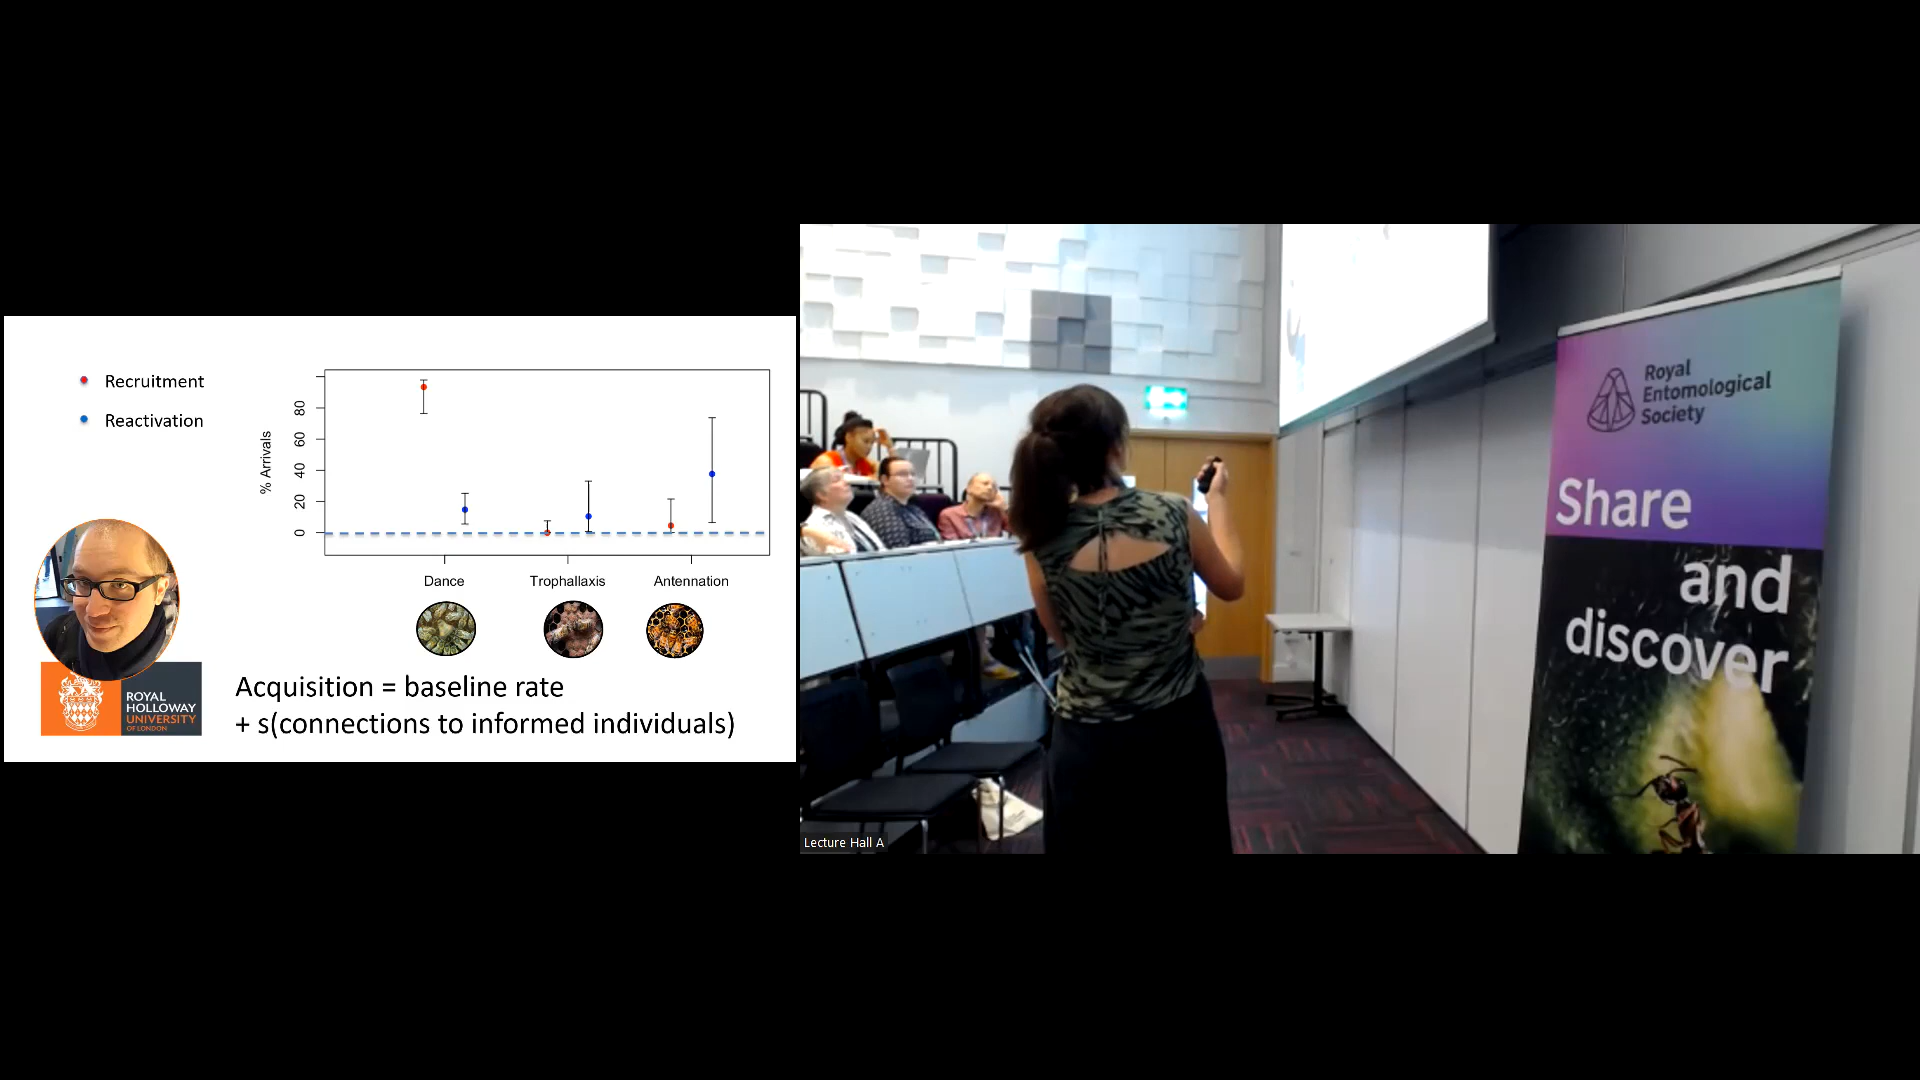 Recruitment
Reactivation
% Arrivals
80
60
40
20
0
Dance
Trophallaxis
Antennation
ROYAL
HOLLOWAY
UNIVERSITY
OF LONDON
Acquisition = baseline rate
+ s(connections to informed individuals)
Royal
Entomological
Society
Share
and
discover
Lecture Hall A